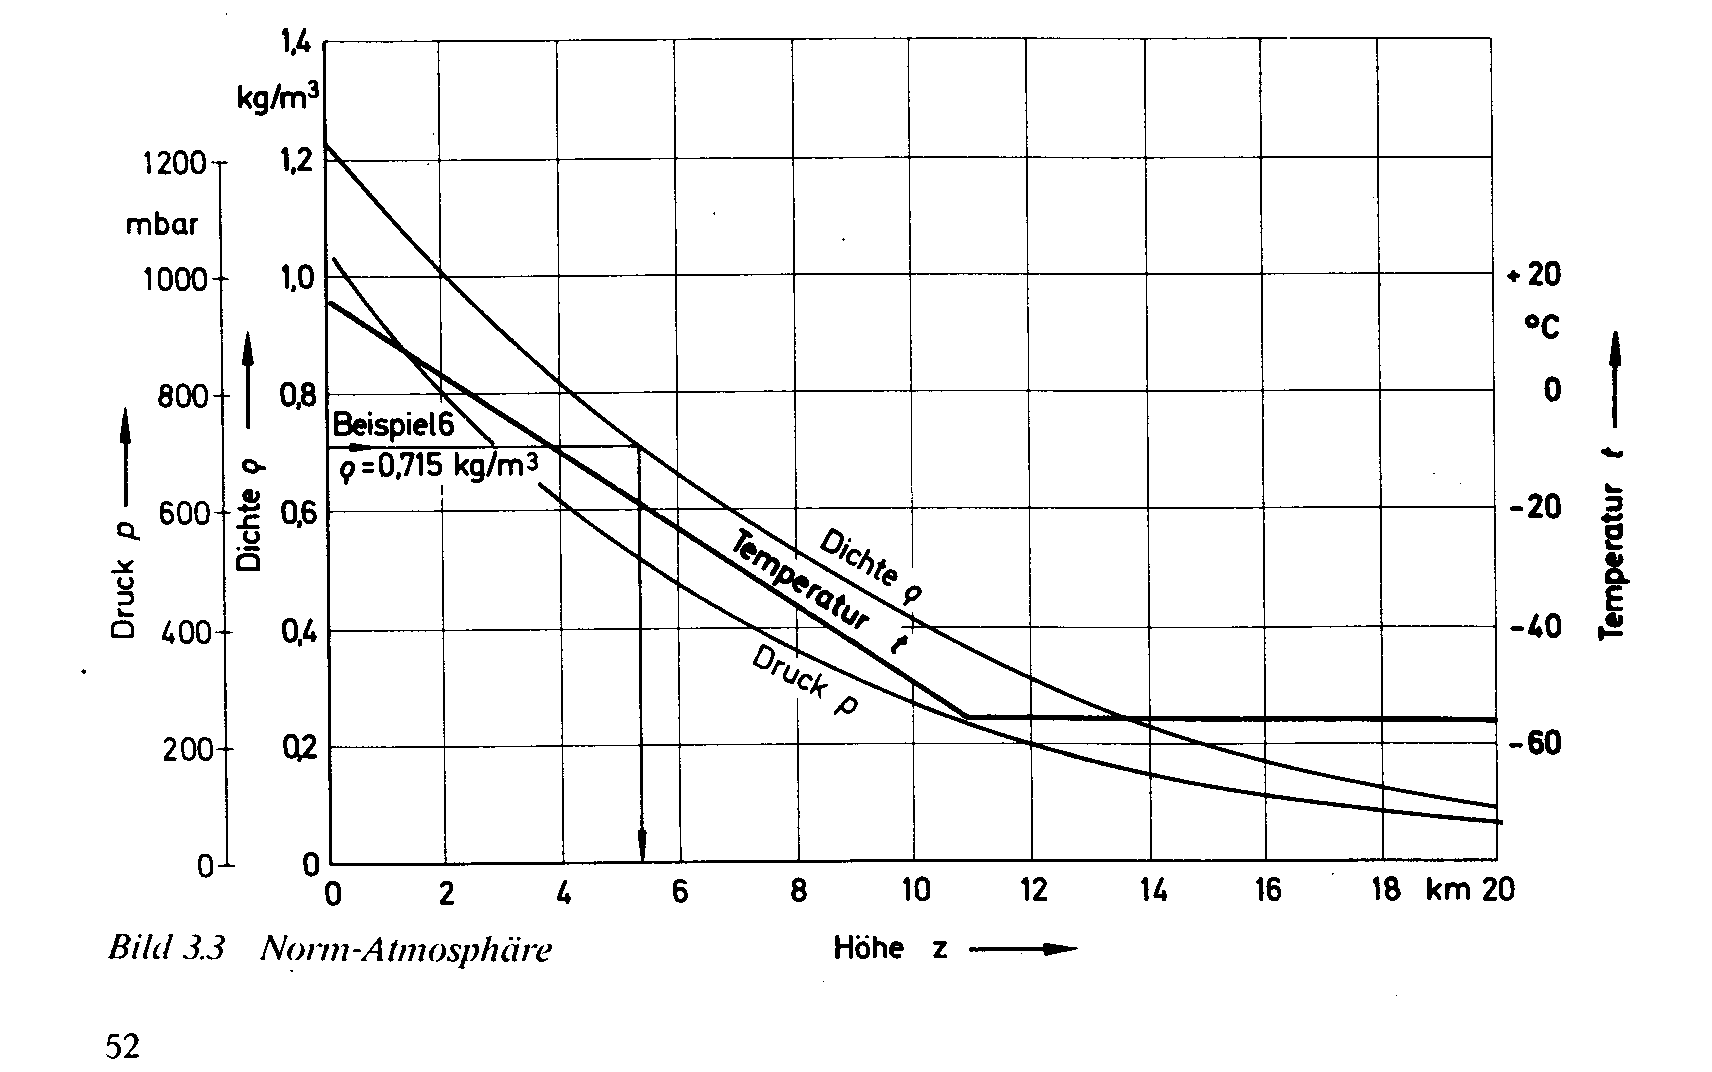 1,4
kg/m³
1200
1,2
mbar
1000
1,0
+20
°C
800
0,8
0
Beispiel 6
ϱ=0,715 kg/m³
600
0,6
-20
Druck p
Dichte ϱ
Temperatur t
Dichte ϱ
Temperatur t
Druck p
400
0,4
-40
200
0,2
-60
0
0
0 2 4 6 8 10 12 14 16 18 km 20
Bild 3.3 Norm-Atmosphäre
Höhe z
52